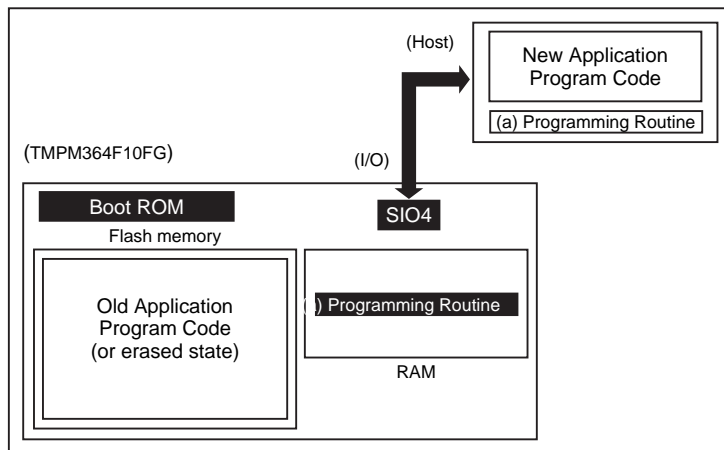 (Host)
New Application
Program Code
(a) Programming Routine
(TMPM364F10FG)
(I/O)
Boot ROM
SIO4
Flash memory
Old Application
Program Code
(or erased state)
(a) Programming Routine
RAM